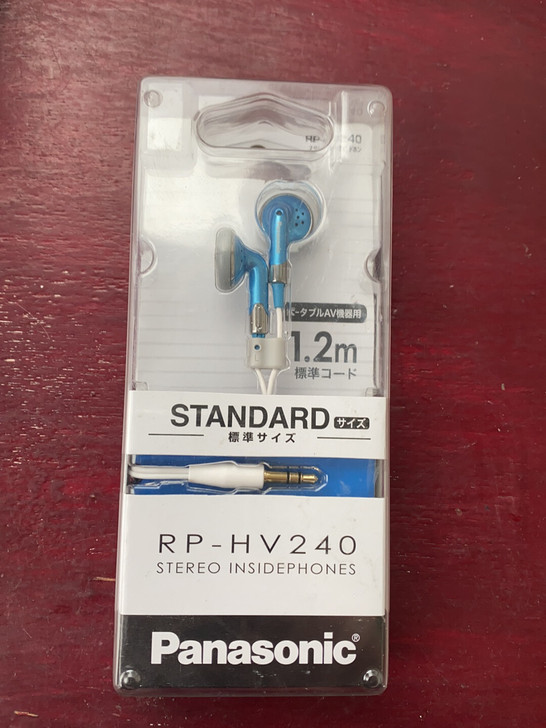 ポータブルAV機器用
1.2m
標準コード
STANDARD サイズ
標準サイズ
RP-HV240
STEREO INSIDEPHONES
Panasonic®